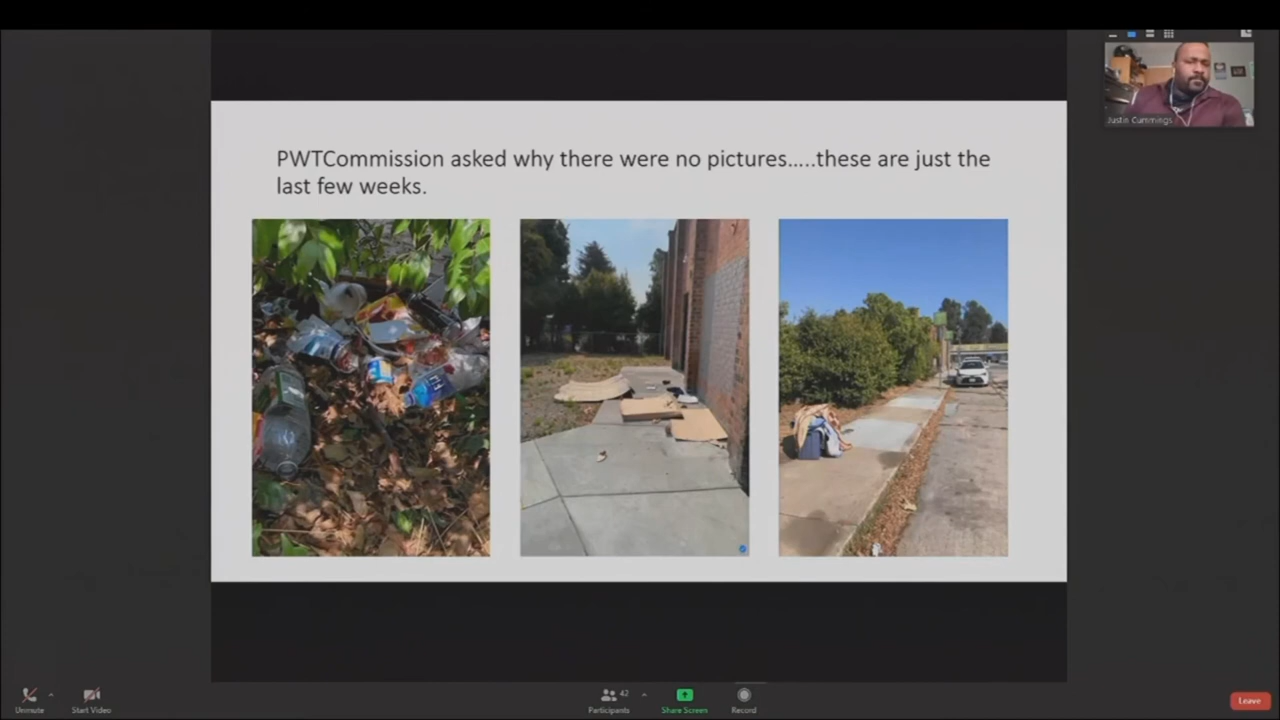 Justin Cummings
PWTCommission asked why there were no pictures.....these are just the
last few weeks.
Unmute
Start Video
42
Participants
Share Screen
Record
Leave